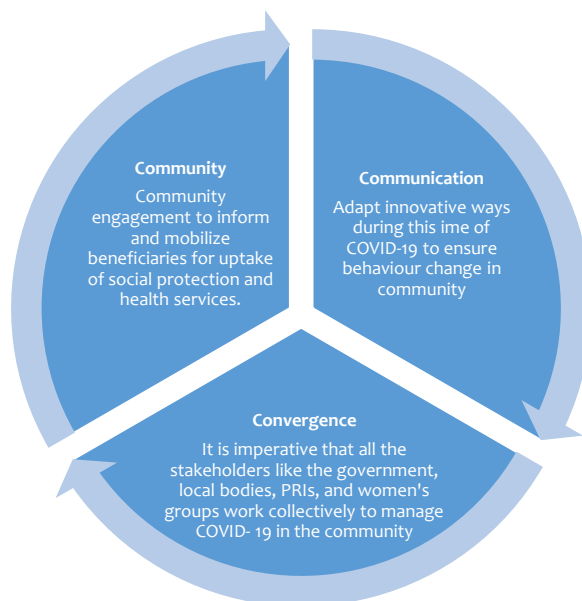 Community
Community
engagement to inform
and mobilize
beneficiaries for uptake
of social protection and
health services.
Communication
Adapt innovative ways
during this ime of
COVID-19 to ensure
behaviour change in
community
Convergence
It is imperative that all the
stakeholders like the government,
local bodies, PRIs, and women's
groups work collectively to manage
COVID- 19 in the community